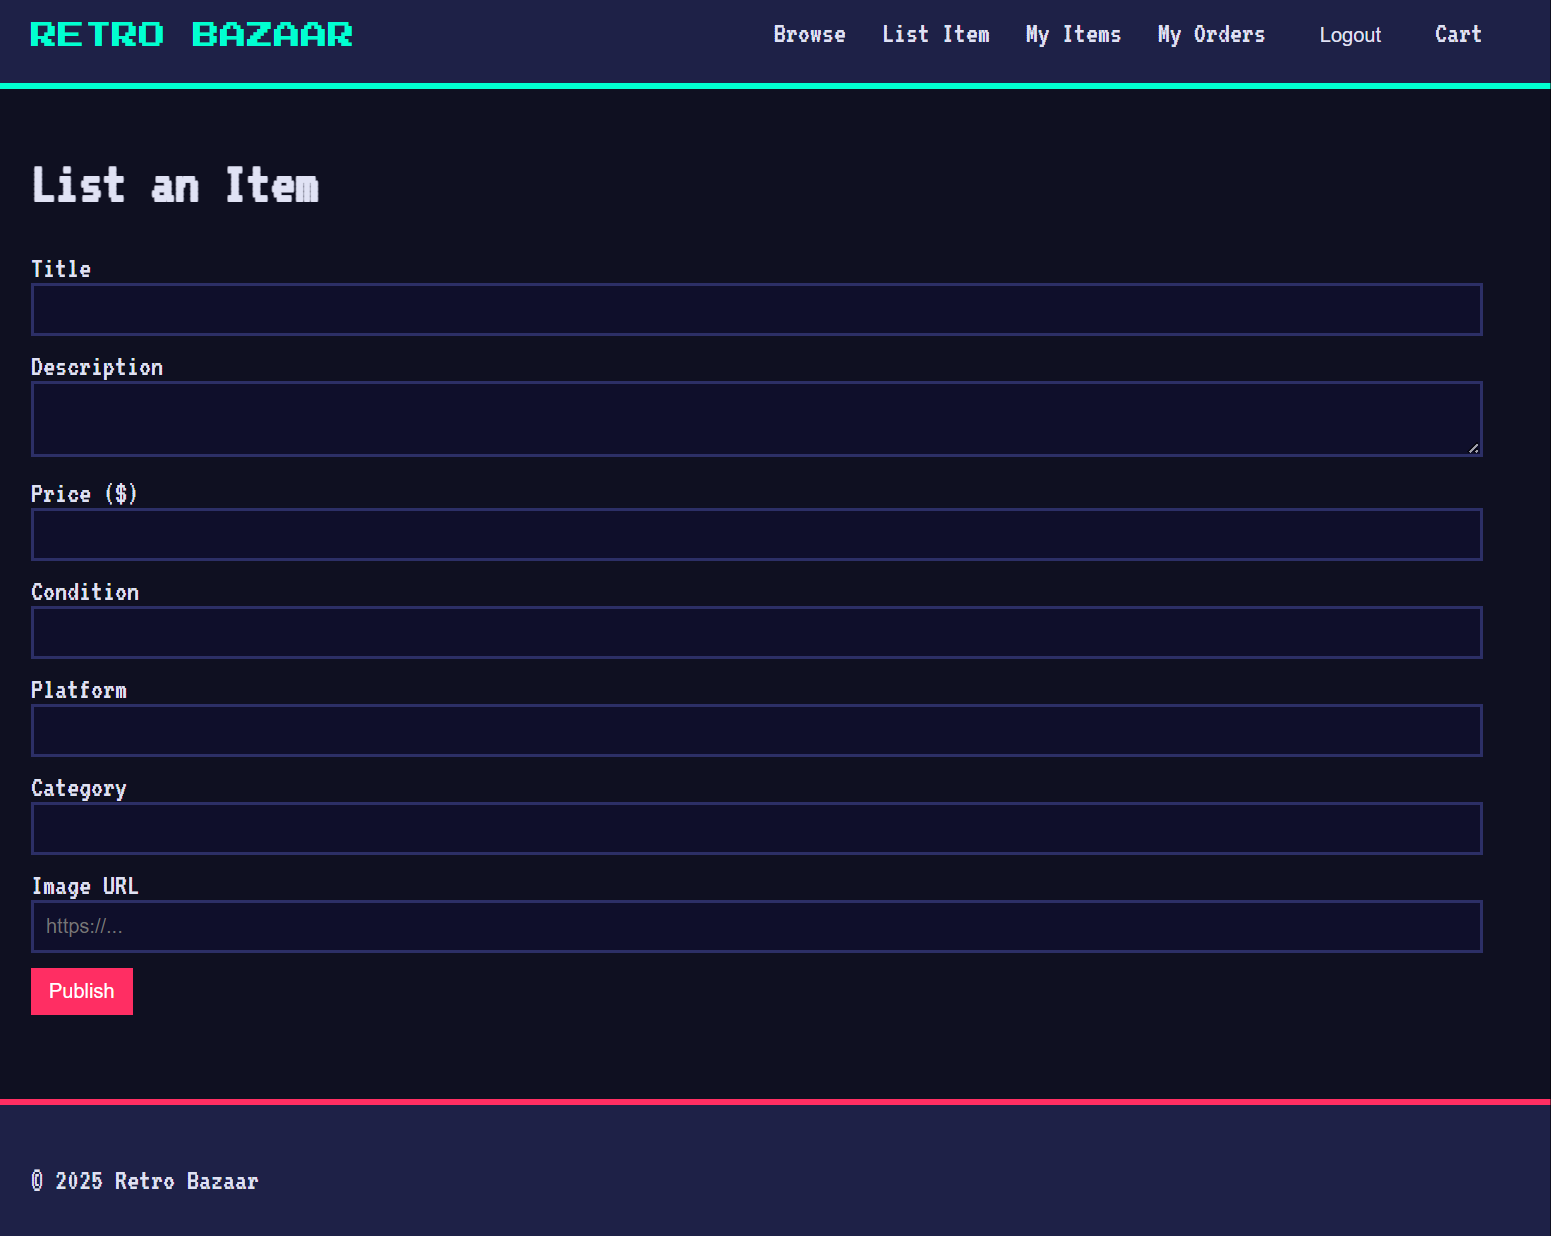 RETRO BAZAAR
Browse List Item My Items My Orders Logout Cart
List an Item
Title
Description
Price ($)
Condition
Platform
Category
Image URL
https://...
Publish
© 2025 Retro Bazaar